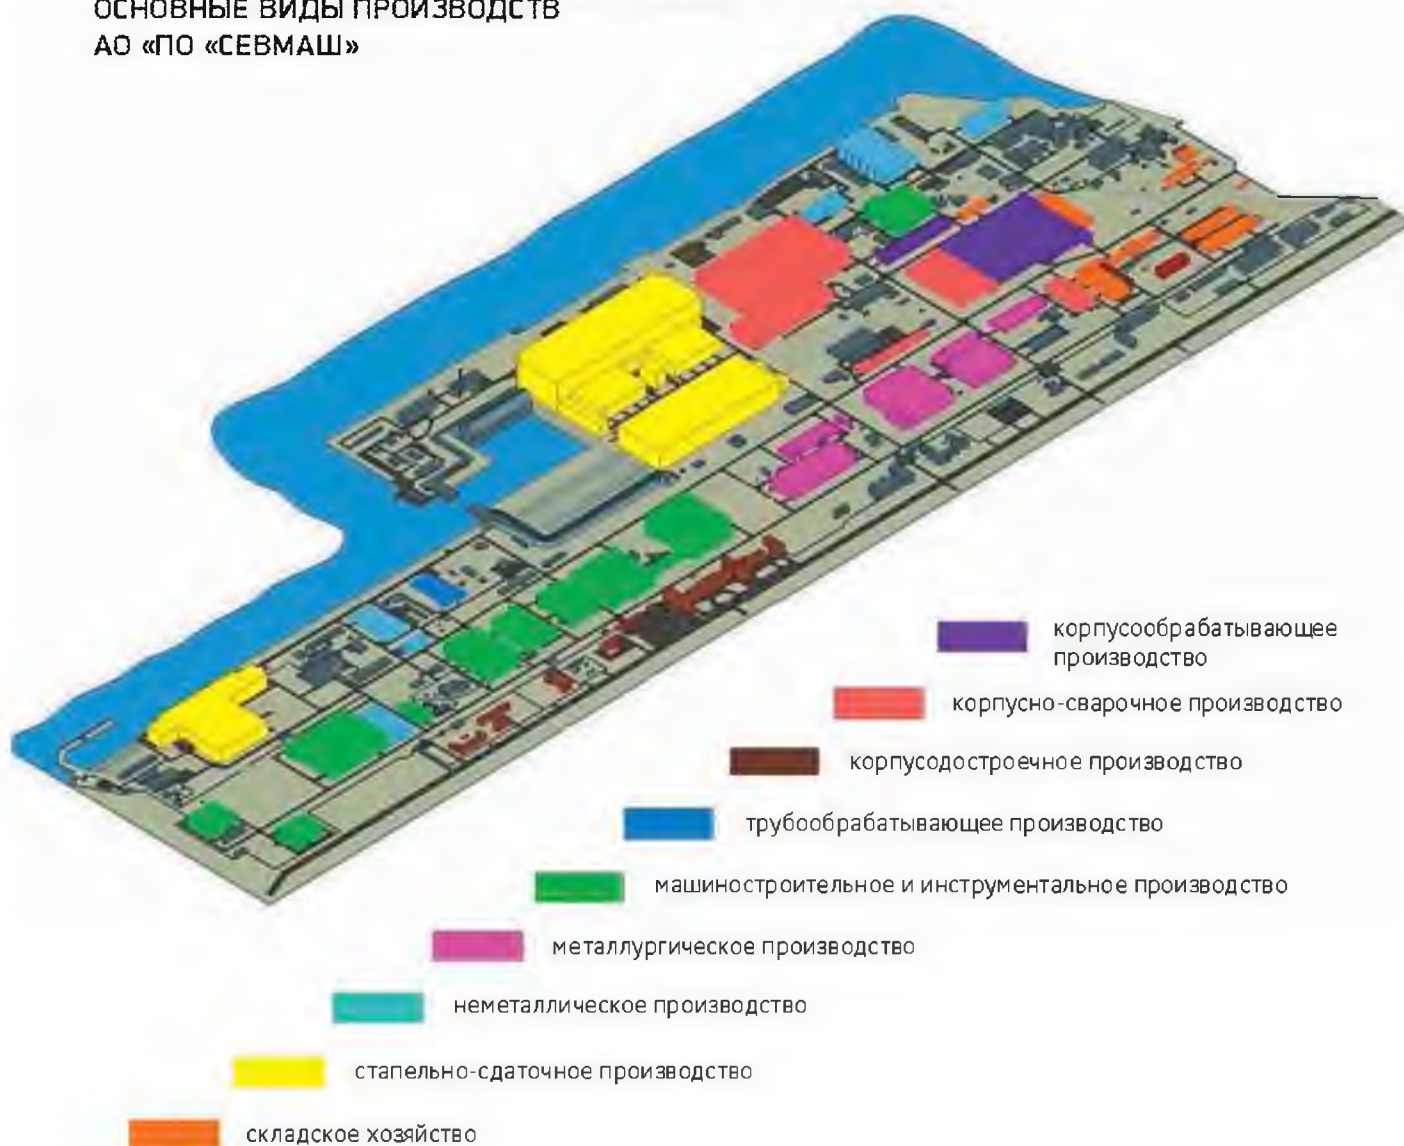 ОСНОВНЫЕ ВИДЫ ПРОИЗВОДСТВ
АО «ПО «СЕВМАШ»
корпусообрабатывающее
производство
корпусно-сварочное производство
корпусодостроечное производство
трубообрабатывающее производство
машиностроительное и инструментальное производство
металлургическое производство
неметаллическое производство
стапельно-сдаточное производство
складское хозяйство